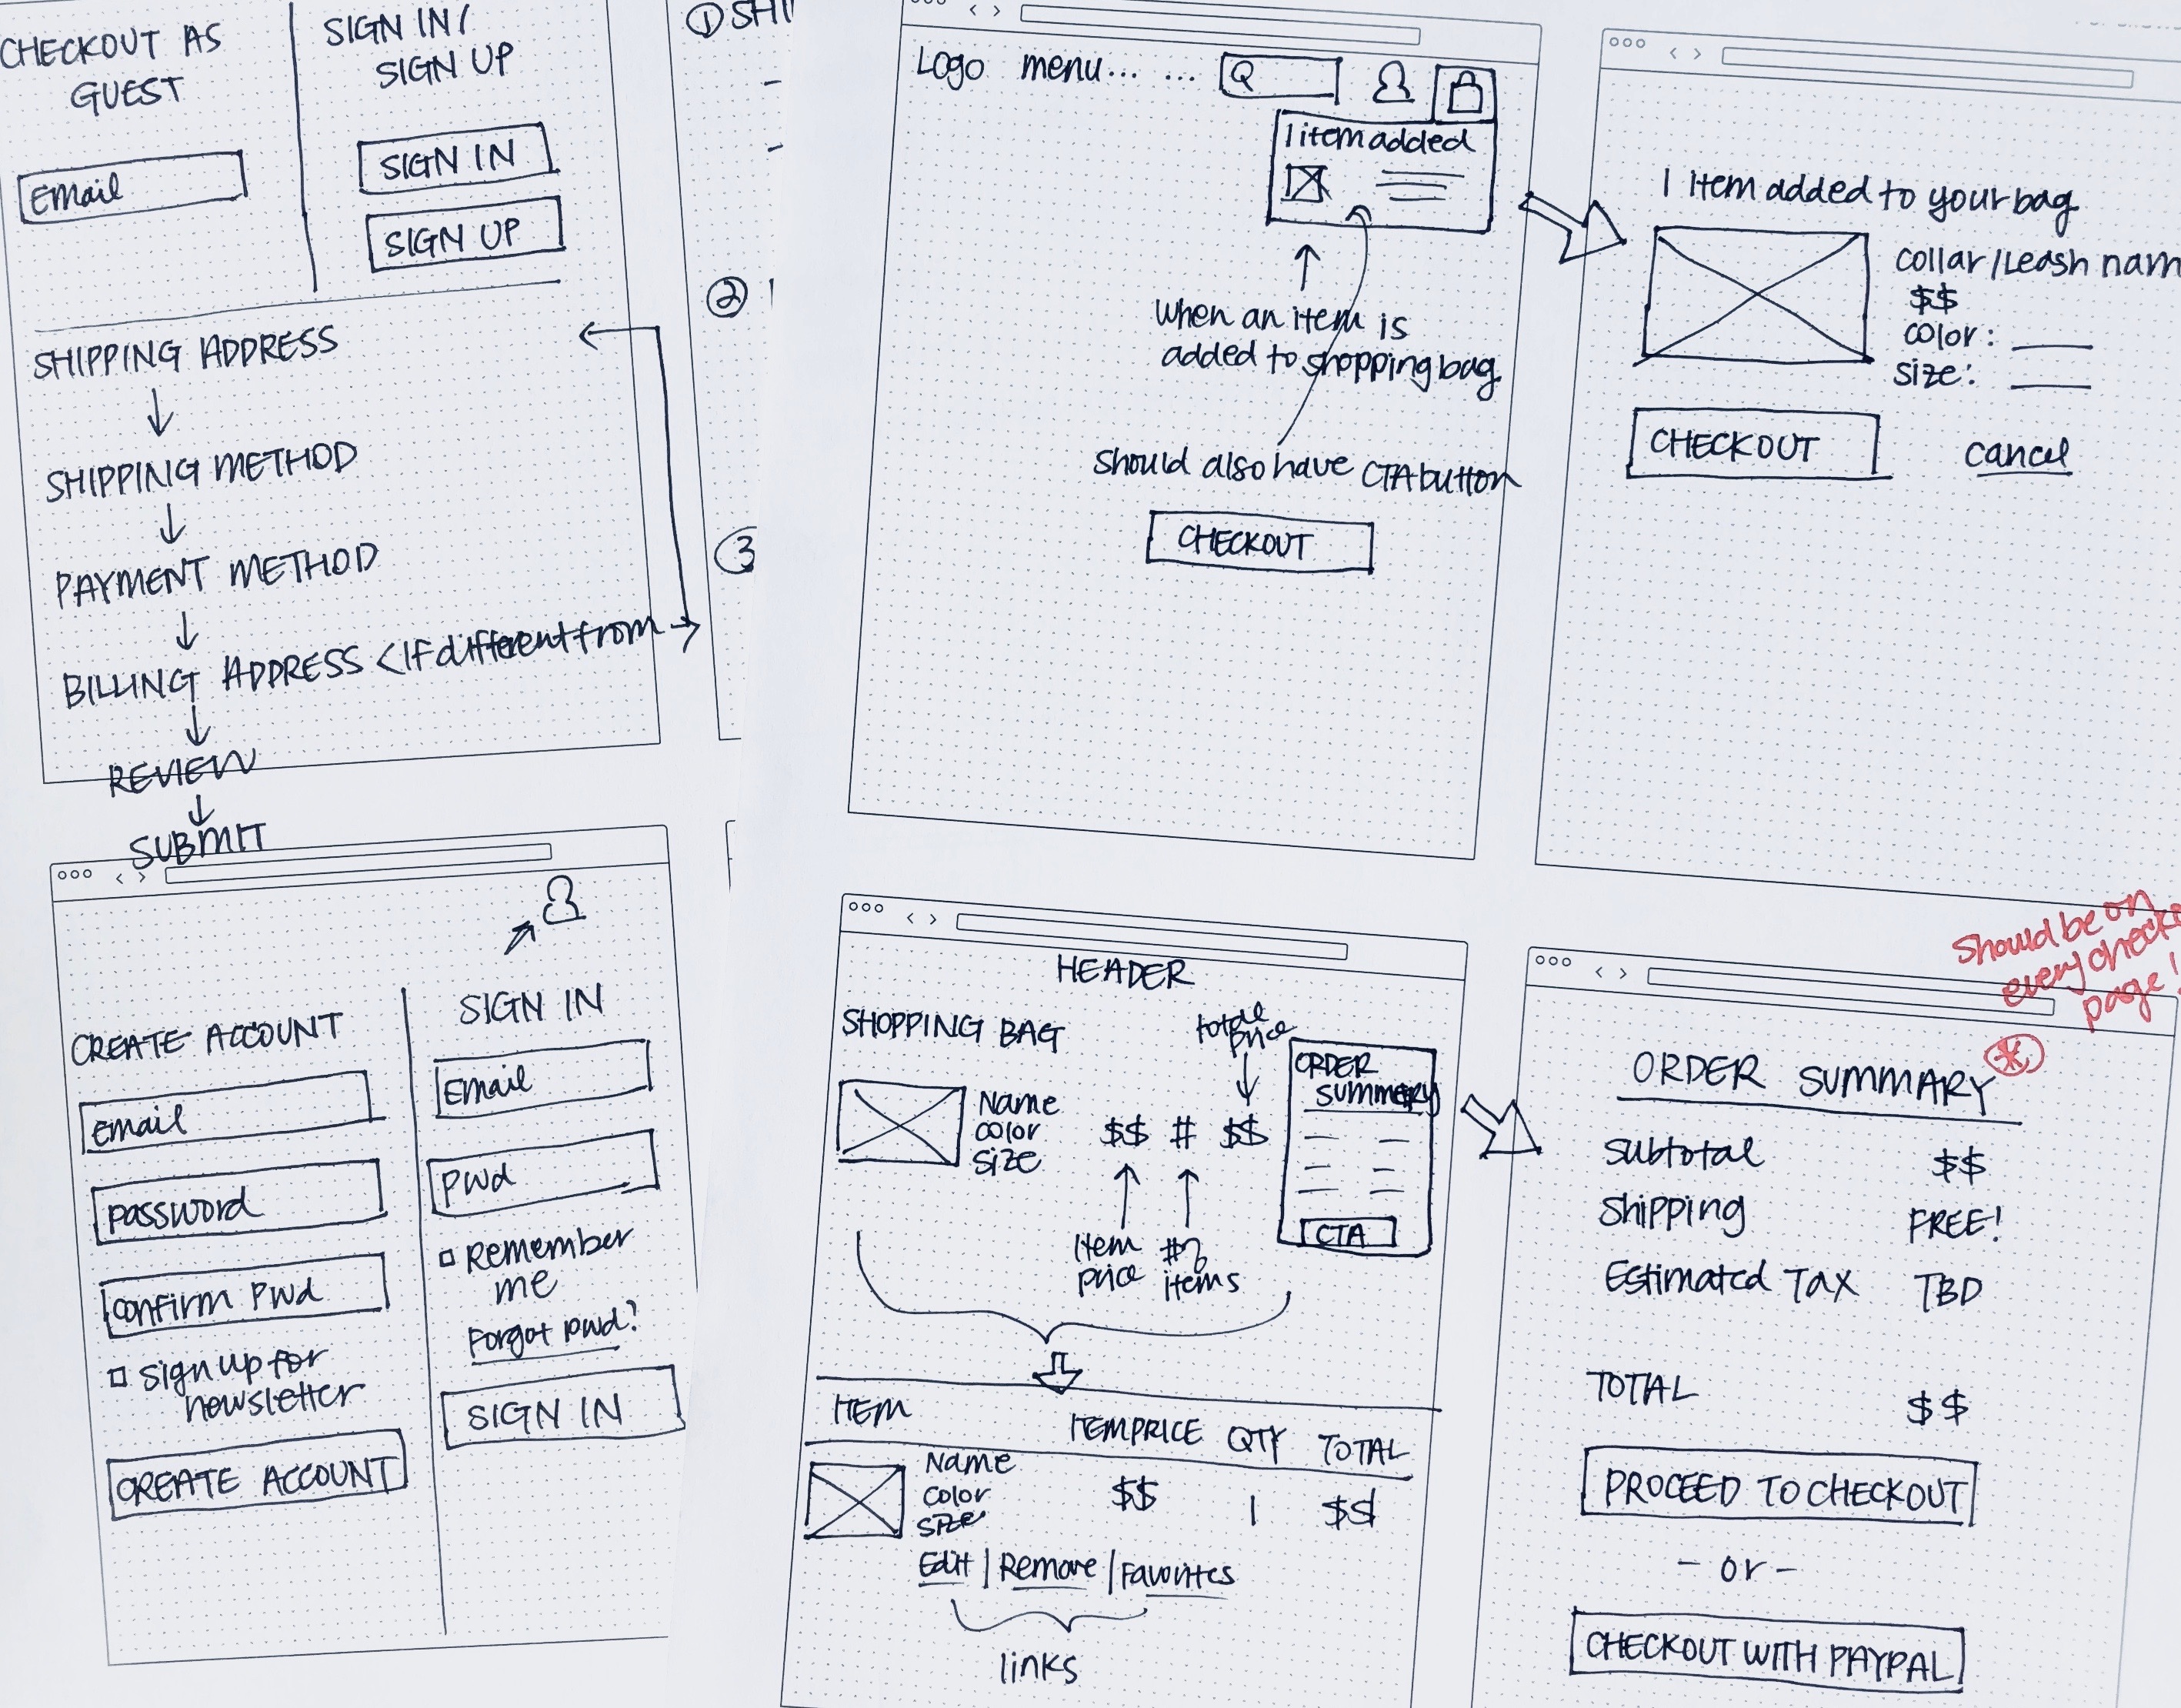 CHECKOUT AS
GUEST
Email
SIGN IN/
SIGN UP
SIGN IN
SIGN UP
SHIPPING ADDRESS
SHIPPING METHOD
PAYMENT METHOD
BILLING ADDRESS < If different from
REVIEW
SUBMIT
① SHI
②
③
Logo menu... ...
1 item added
when an item is
added to shopping bag
should also have CTA button
CHECKOUT
1 item added to your bag
collar/Leash nam
$$
color:
size:
CHECKOUT
cancel
CREATE ACCOUNT
email
password
confirm pwd
sign up for
newsletter
CREATE ACCOUNT
SIGN IN
Email
pwd
Remember
me
Forgot pwd?
SIGN IN
HEADER
SHOPPING BAG
total
price
Name
color
size
$$ # $$
Item
price
# of
items
ORDER
summary
CTA
ITEM ITEM PRICE QTY TOTAL
Name
color
size
$$ 1 $$
Edit | Remove | Favorites
links
should be on
every check
page!
ORDER SUMMARY
Subtotal $$
Shipping FREE!
Estimated Tax TBD
TOTAL $$
PROCEED TO CHECKOUT
- or -
CHECKOUT WITH PAYPAL